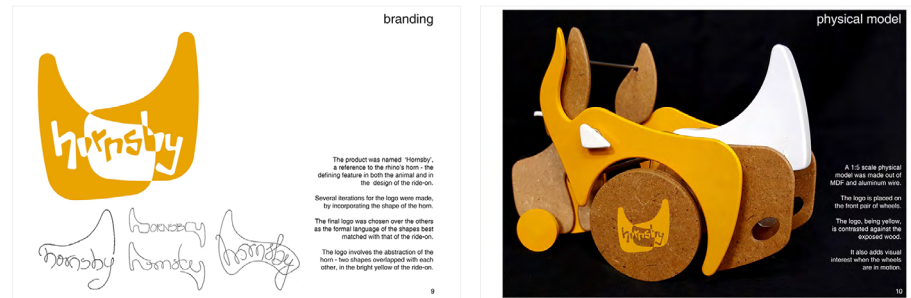 branding
hornsby
The product was named 'Hornsby',
a reference to the rhino's horn - the
defining feature in both the animal and in
the design of the ride-on.
Several iterations for the logo were made,
by incorporating the shape of the horn.
The final logo was chosen over the others
as the formal language of the shapes best
matched with that of the ride-on.
The logo involves the abstraction of the
horn - two shapes overlapped with each
other, in the bright yellow of the ride-on.
hornsby
hornsby
hornsby
hornsby
9
physical model
hornsby
A 1:5 scale physical
model was made out of
MDF and aluminum wire.
The logo is placed on
the front pair of wheels.
The logo, being yellow,
is contrasted against the
exposed wood.
It also adds visual
interest when the wheels
are in motion.
10